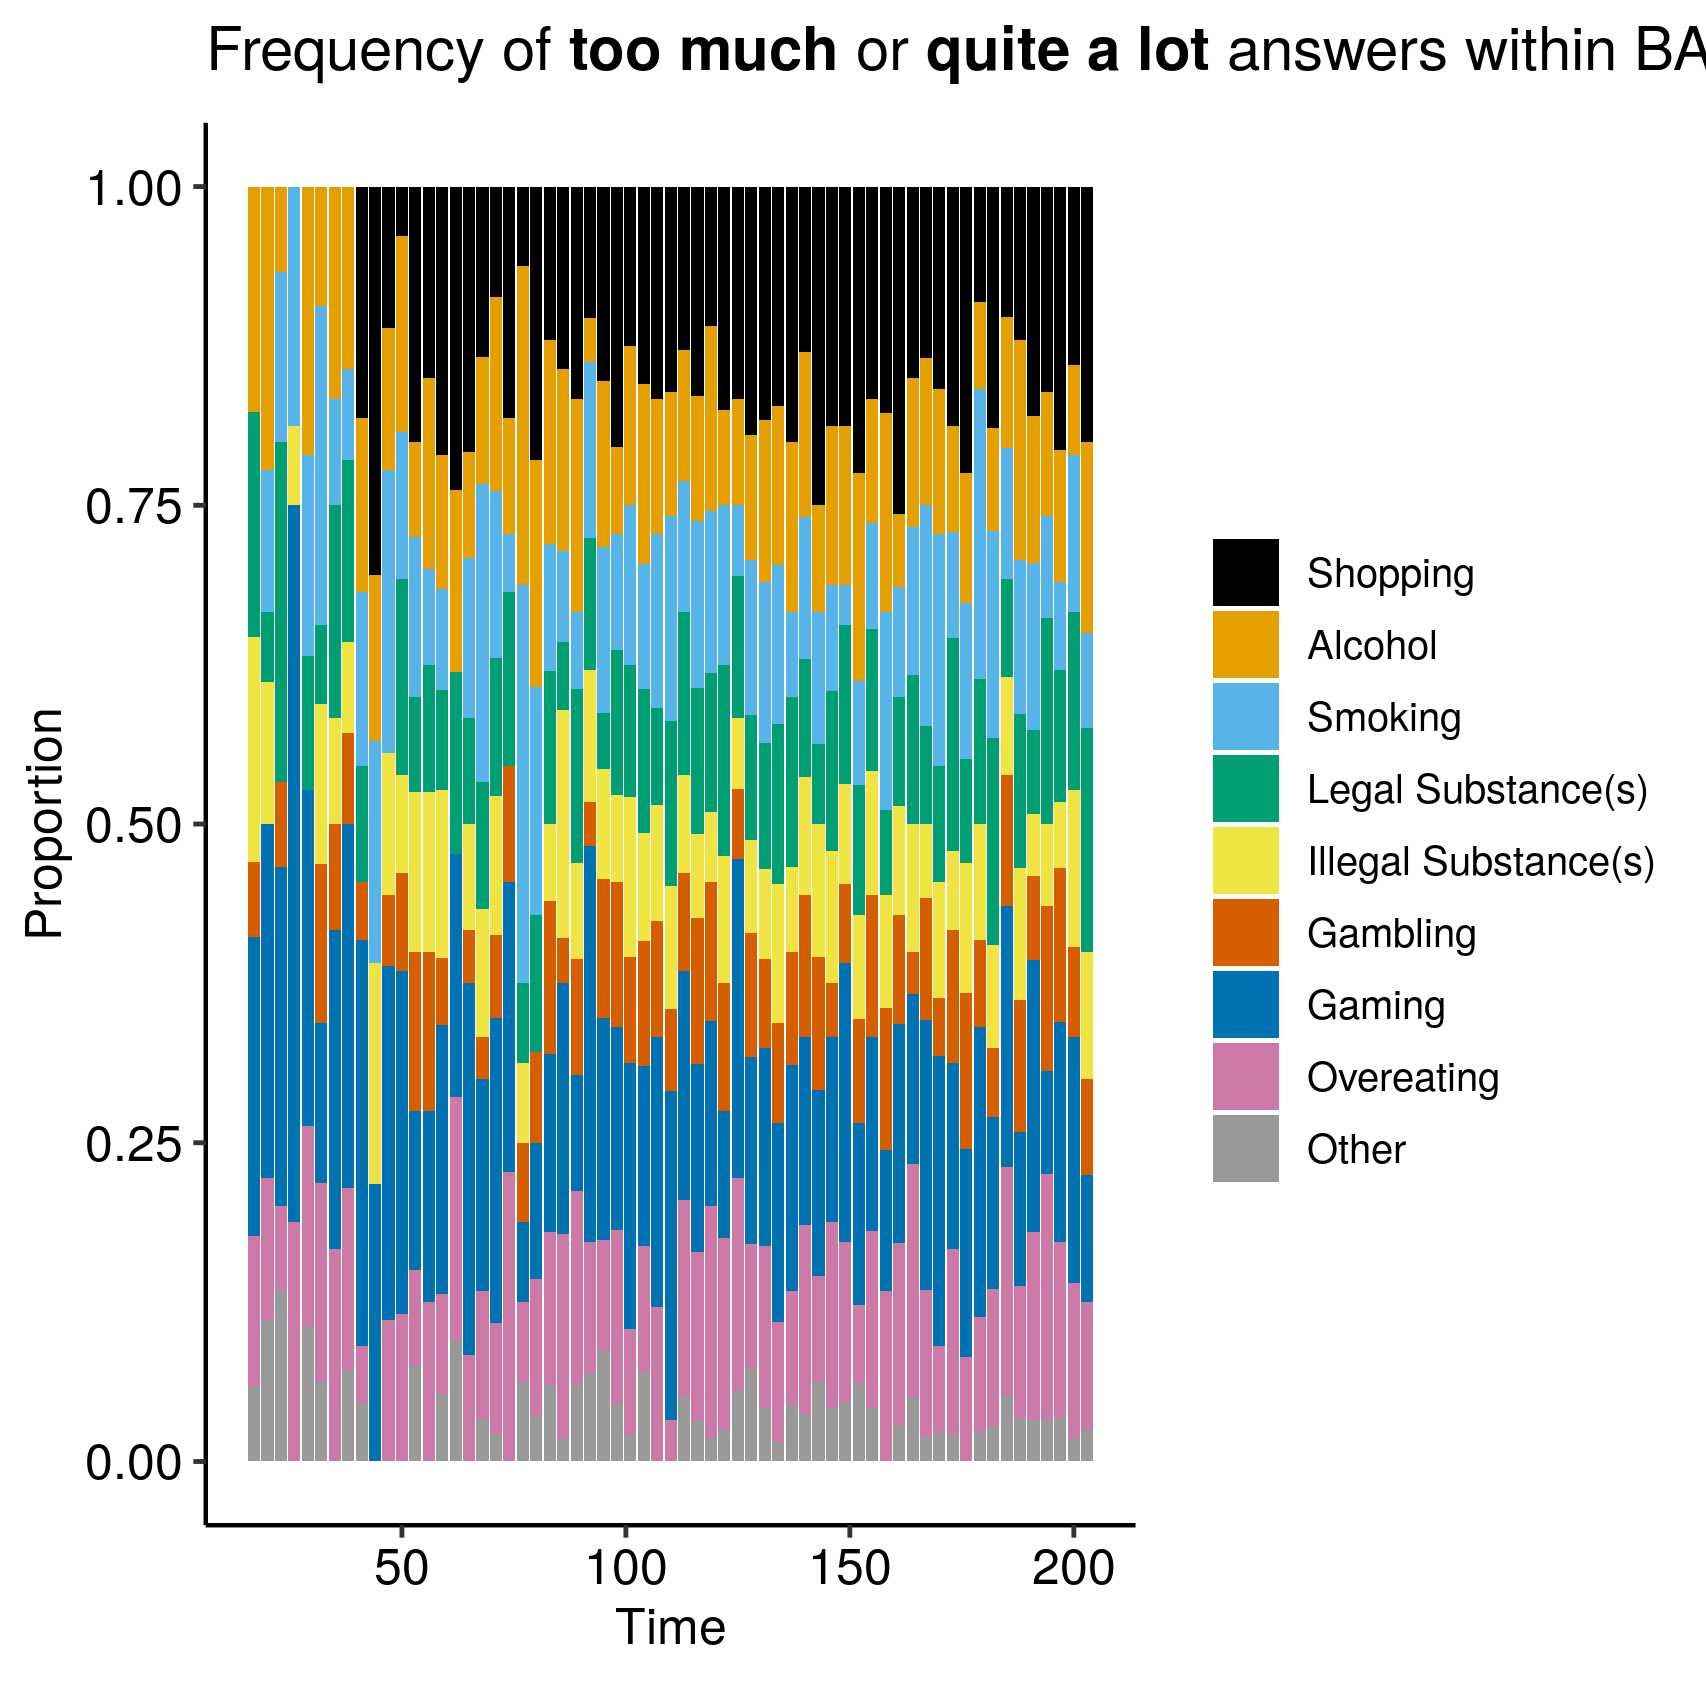 Frequency of too much or quite a lot answers within BA
1.00
0.75
0.50
0.25
0.00
Proportion
50 100 150 200
Time
Shopping
Alcohol
Smoking
Legal Substance(s)
Illegal Substance(s)
Gambling
Gaming
Overeating
Other